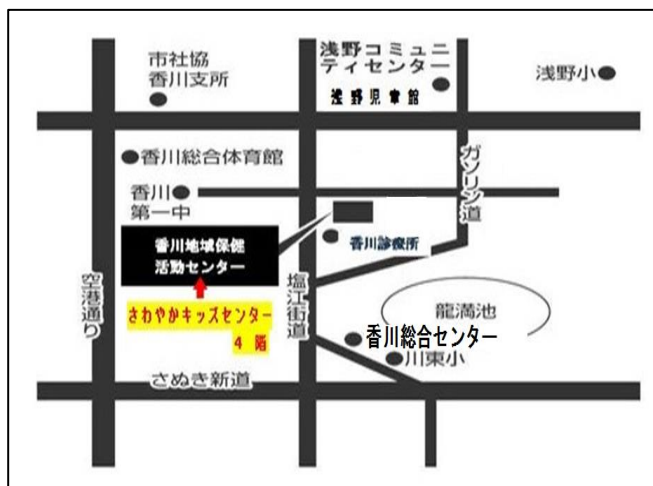 市社協
香川支所
浅野コミュニ
ティセンター
浅野児童館
浅野小
香川総合体育館
ガソリン道
香川
第一中
香川地域保健
活動センター
香川診療所
空港通り
塩江街道
さわやかキッズセンター
4 階
龍満池
香川総合センター
川東小
さぬき新道